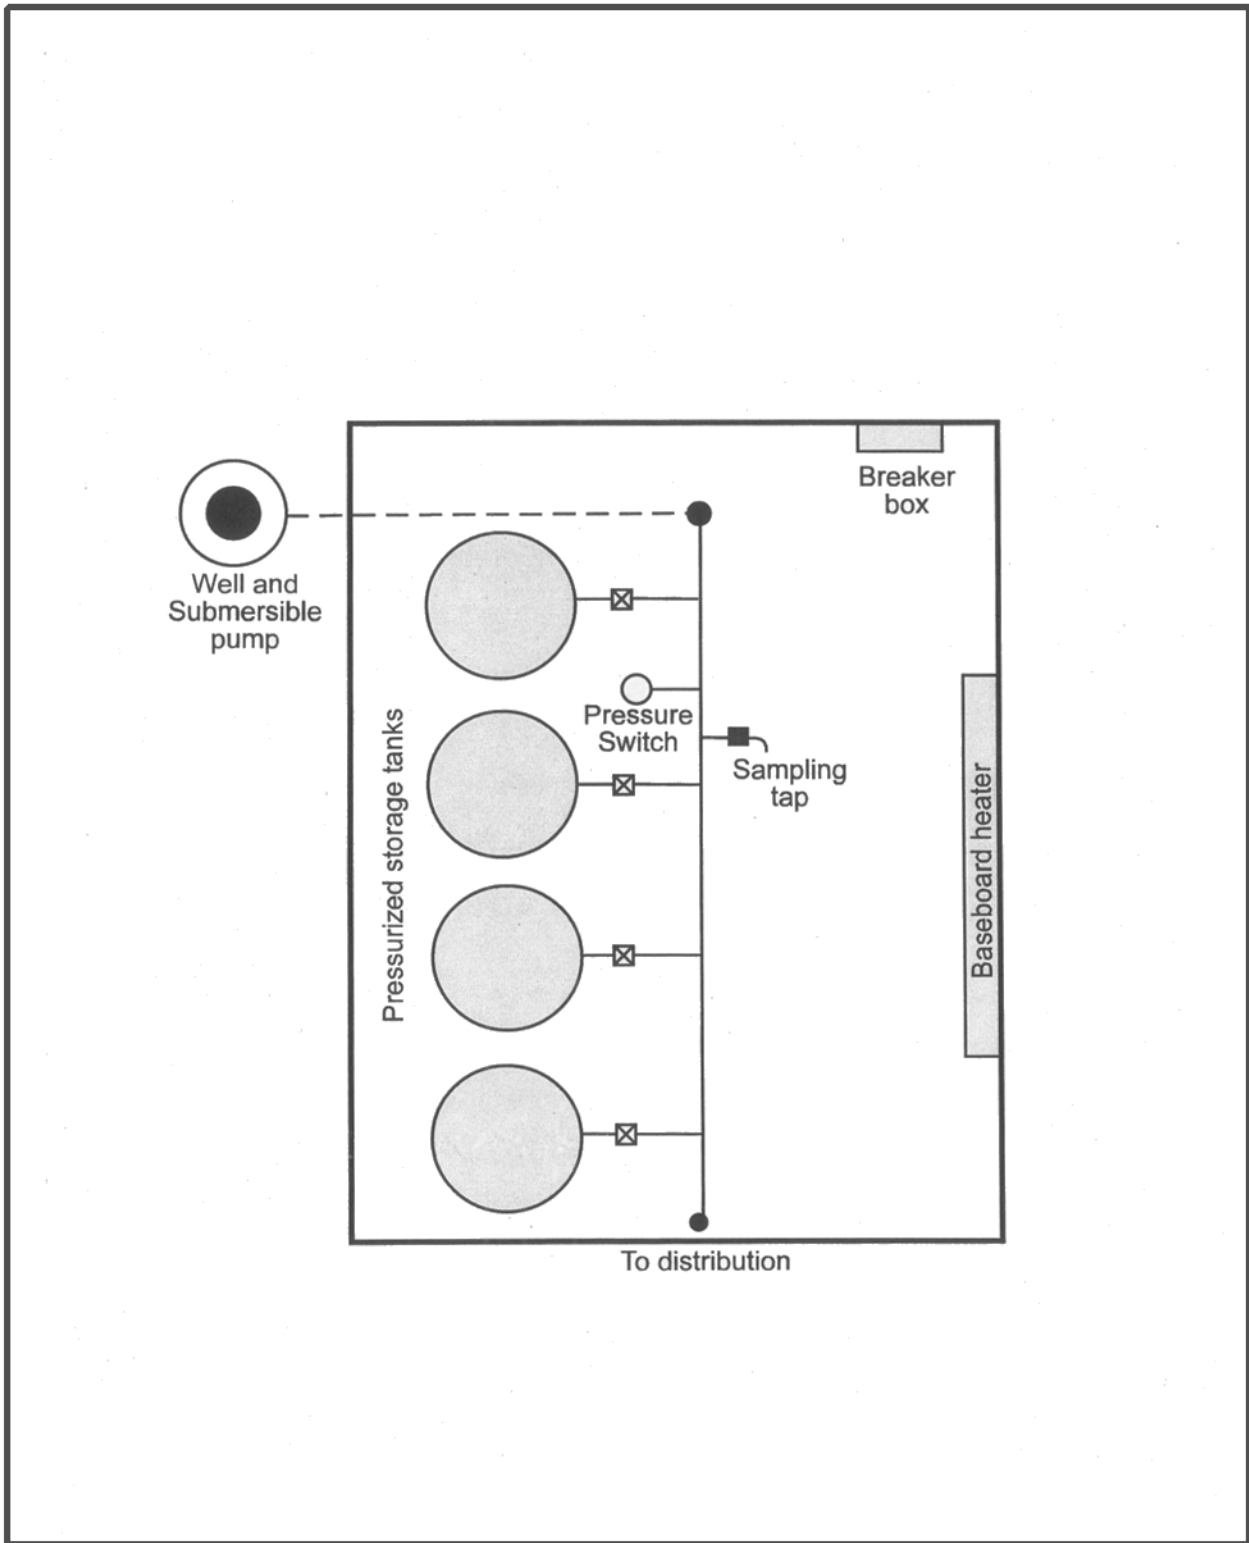 Breaker
box
Well and
Submersible
pump
Pressure
Switch
Sampling
tap
Pressurized storage tanks
Baseboard heater
To distribution